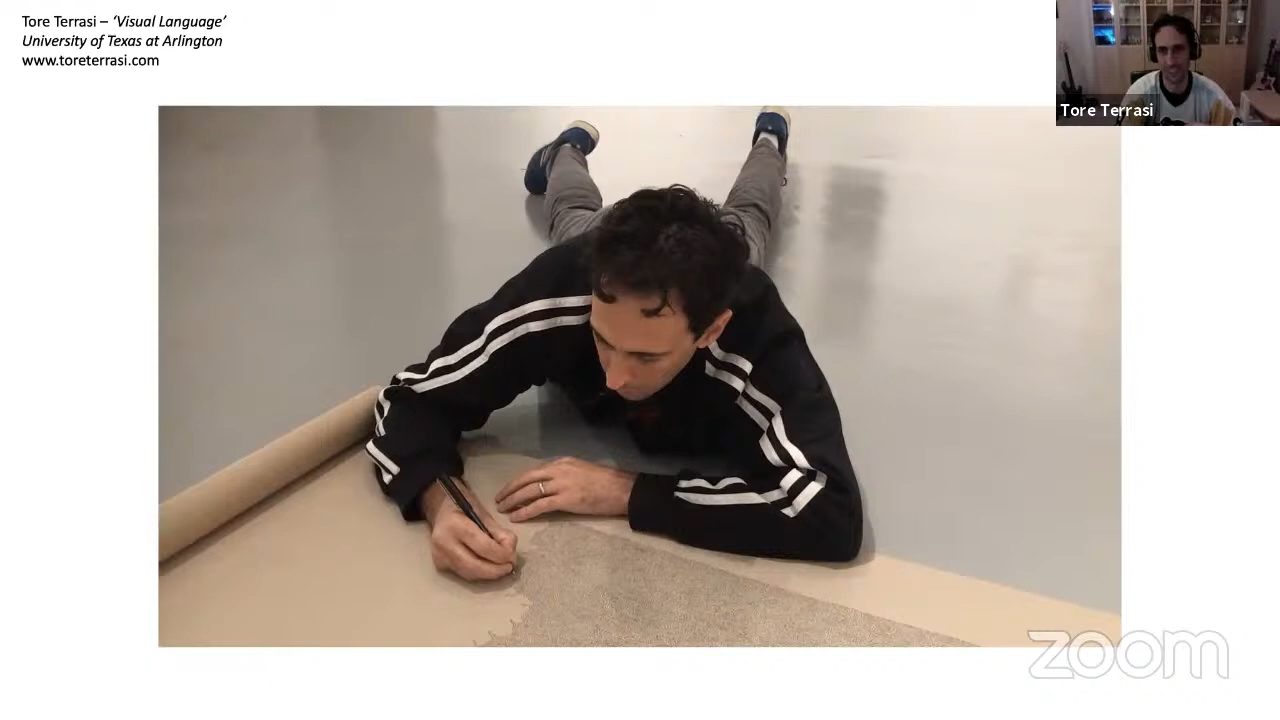 Tore Terrasi – ‘Visual Language’
University of Texas at Arlington
www.toreterrasi.com
Tore Terrasi
zoom